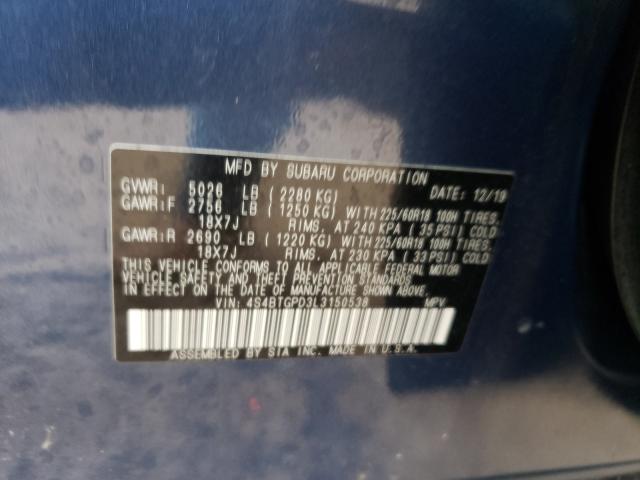 MFD BY SUBARU CORPORATION
GVWR: 5026 LB (2280 KG) DATE: 12/19
GAWR:F 2756 LB (1250 KG) WITH 225/60R18 100H TIRES,
18X7J RIMS, AT 240 KPA (35 PSI) COLD
GAWR:R 2690 LB (1220 KG) WITH 225/60R18 100H TIRES,
18X7J RIMS, AT 230 KPA (33 PSI) COLD
THIS VEHICLE CONFORMS TO ALL APPLICABLE FEDERAL MOTOR
VEHICLE SAFETY AND THEFT PREVENTION STANDARDS IN EFFECT
ON THE DATE OF MANUFACTURE SHOWN ABOVE.
VIN: 4S4BTGPD3L3150538 MPV
ASSEMBLED BY SIA INC. MADE IN U.S.A.